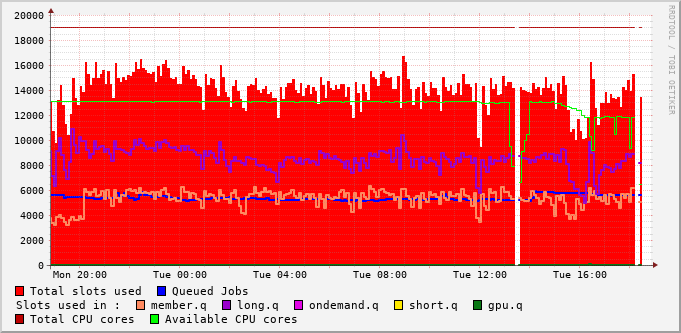 20000
18000
16000
14000
12000
10000
8000
6000
4000
2000
0
Mon 20:00 Tue 00:00 Tue 04:00 Tue 08:00 Tue 12:00 Tue 16:00
Total slots used Queued Jobs
Slots used in : member.q long.q ondemand.q short.q gpu.q
Total CPU cores Available CPU cores
RRDTOOL / TOBI OETIKER